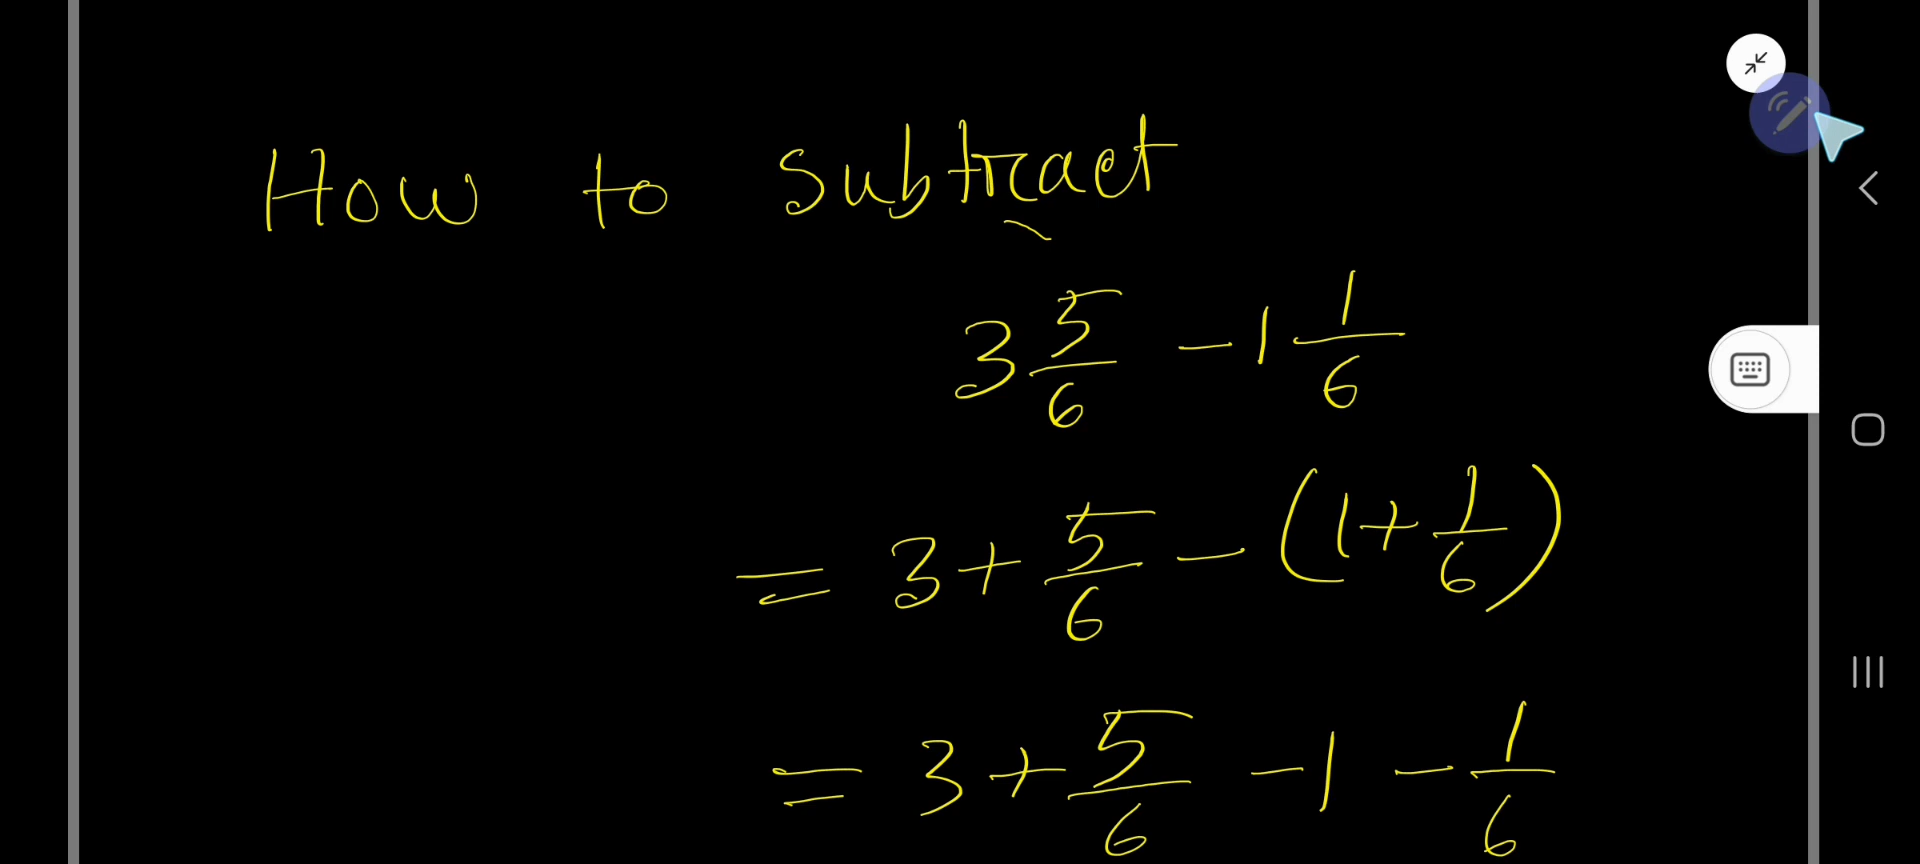 How to subtract
3 5/6 - 1 1/6
= 3 + 5/6 - (1 + 1/6)
= 3 + 5/6 - 1 - 1/6